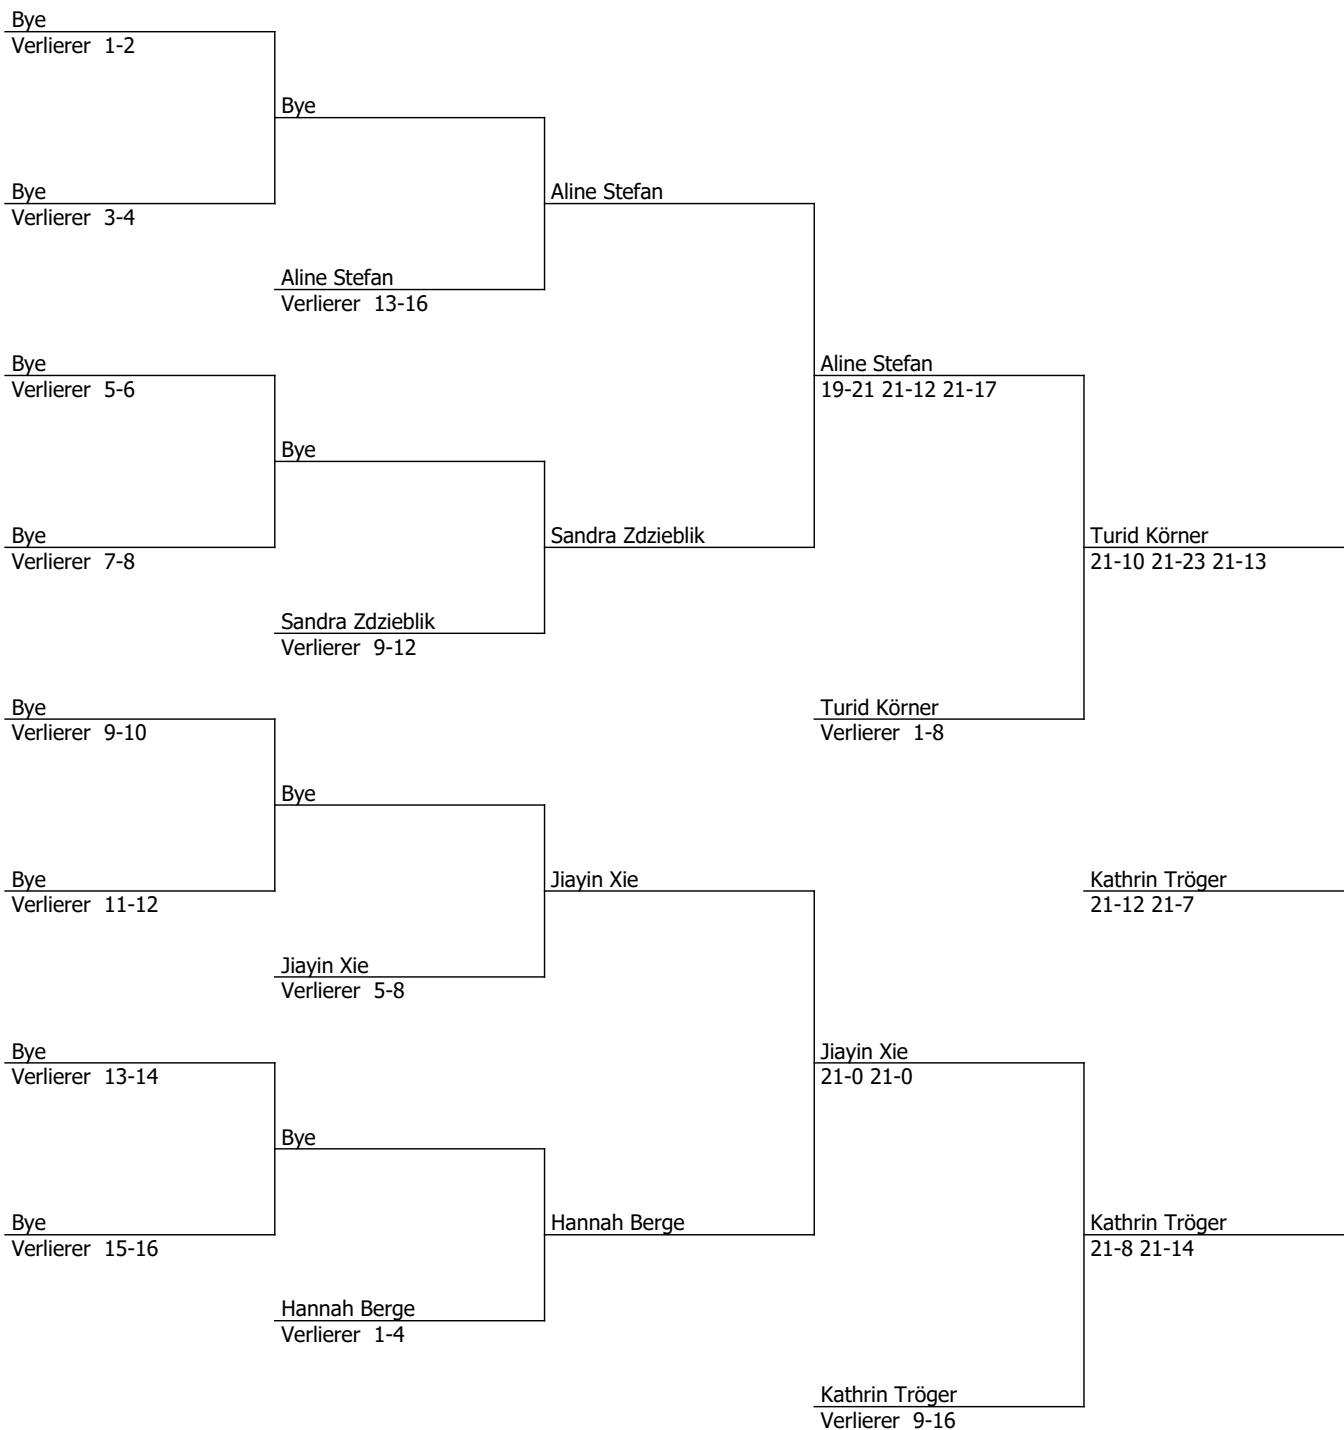 Bye
Verlierer 1-2
Bye
Bye
Verlierer 3-4
Aline Stefan
Aline Stefan
Verlierer 13-16
Bye
Verlierer 5-6
Aline Stefan
19-21 21-12 21-17
Bye
Bye
Verlierer 7-8
Sandra Zdzieblik
Turid Körner
21-10 21-23 21-13
Sandra Zdzieblik
Verlierer 9-12
Bye
Verlierer 9-10
Turid Körner
Verlierer 1-8
Bye
Bye
Verlierer 11-12
Jiayin Xie
Kathrin Tröger
21-12 21-7
Jiayin Xie
Verlierer 5-8
Bye
Verlierer 13-14
Jiayin Xie
21-0 21-0
Bye
Bye
Verlierer 15-16
Hannah Berge
Kathrin Tröger
21-8 21-14
Hannah Berge
Verlierer 1-4
Kathrin Tröger
Verlierer 9-16